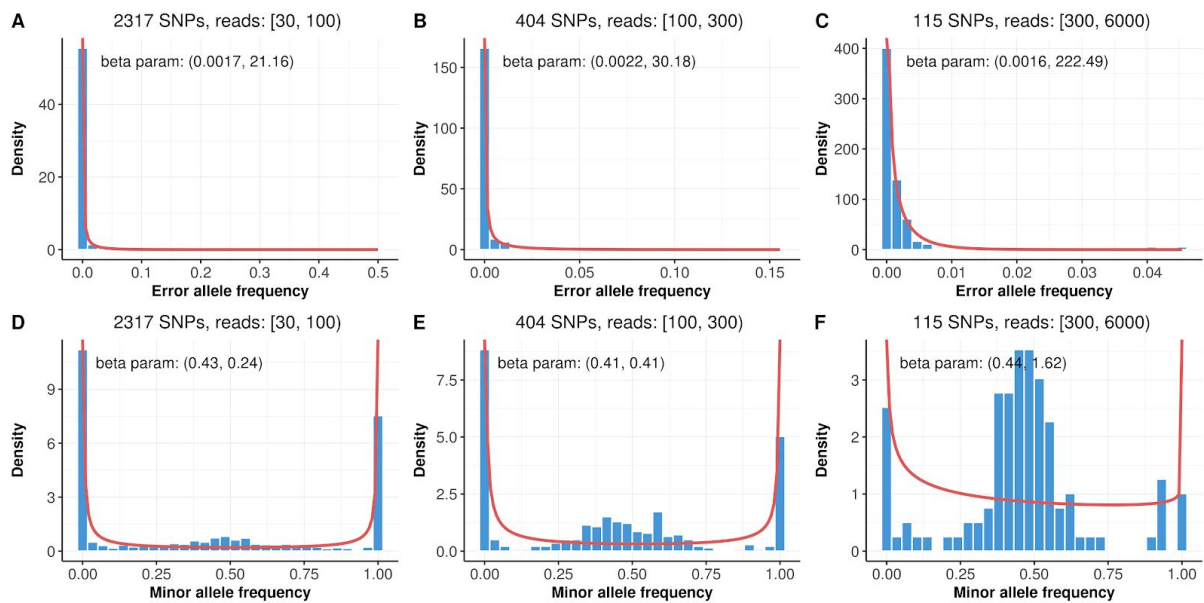 A
2317 SNPs, reads: [30, 100)
beta param: (0.0017, 21.16)
Density
40
20
0
0.0 0.1 0.2 0.3 0.4 0.5
Error allele frequency
B
404 SNPs, reads: [100, 300)
beta param: (0.0022, 30.18)
Density
150
100
50
0
0.00 0.05 0.10 0.15
Error allele frequency
C
115 SNPs, reads: [300, 6000)
beta param: (0.0016, 222.49)
Density
400
300
200
100
0
0.00 0.01 0.02 0.03 0.04
Error allele frequency
D
2317 SNPs, reads: [30, 100)
beta param: (0.43, 0.24)
Density
9
6
3
0
0.00 0.25 0.50 0.75 1.00
Minor allele frequency
E
404 SNPs, reads: [100, 300)
beta param: (0.41, 0.41)
Density
7.5
5.0
2.5
0.0
0.00 0.25 0.50 0.75 1.00
Minor allele frequency
F
115 SNPs, reads: [300, 6000)
beta param: (0.44, 1.62)
Density
3
2
1
0
0.00 0.25 0.50 0.75 1.00
Minor allele frequency